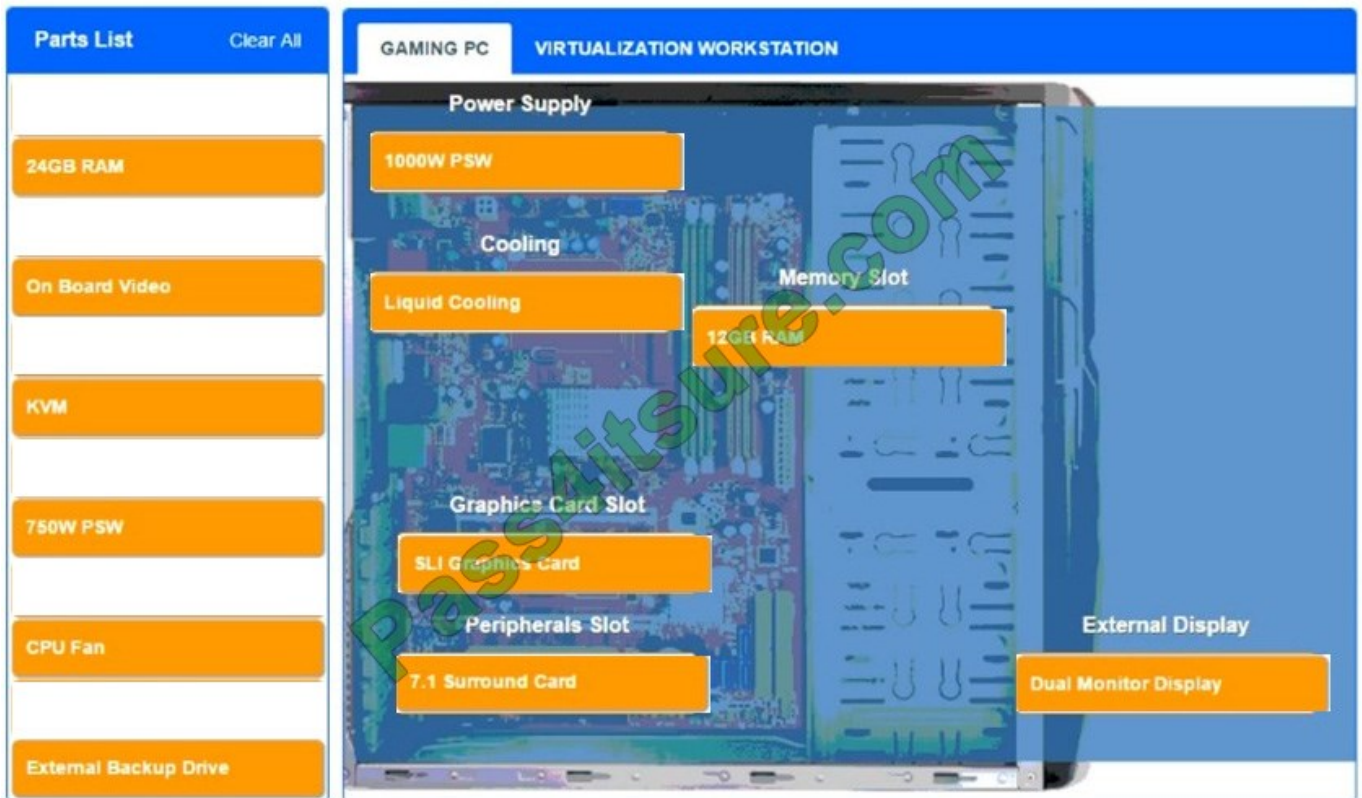 Parts List
Clear All
24GB RAM
On Board Video
KVM
750W PSW
CPU Fan
External Backup Drive
GAMING PC
VIRTUALIZATION WORKSTATION
Power Supply
1000W PSW
Cooling
Liquid Cooling
Memory Slot
12GB RAM
Graphics Card Slot
SLI Graphics Card
Peripherals Slot
7.1 Surround Card
External Display
Dual Monitor Display
Pass4itsure.com